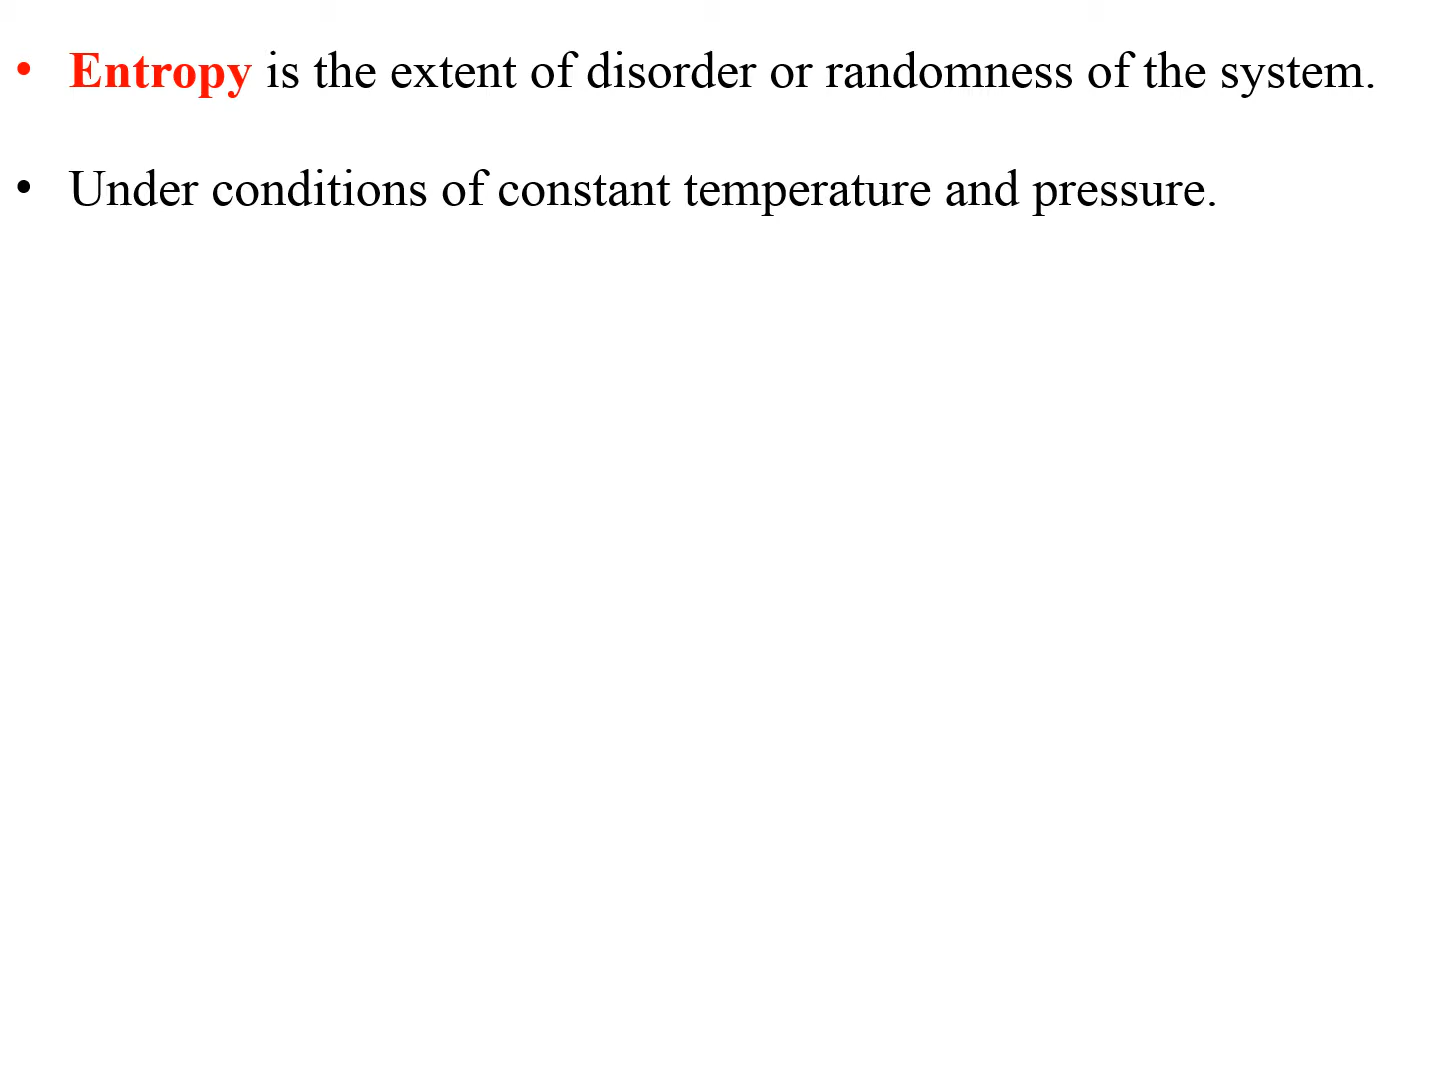 • Entropy is the extent of disorder or randomness of the system.
• Under conditions of constant temperature and pressure.